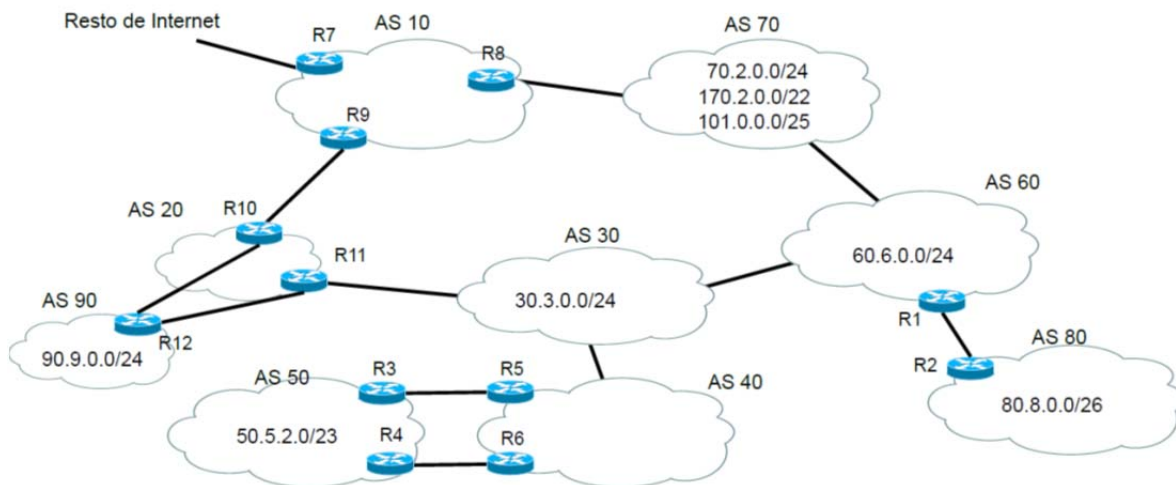 Resto de Internet
AS 10
R7
R8
R9
AS 70
70.2.0.0/24
170.2.0.0/22
101.0.0.0/25
AS 20
R10
R11
AS 30
30.3.0.0/24
AS 60
60.6.0.0/24
R1
AS 90
R12
90.9.0.0/24
AS 50
R3
R4
50.5.2.0/23
R5
R6
AS 40
R2
AS 80
80.8.0.0/26